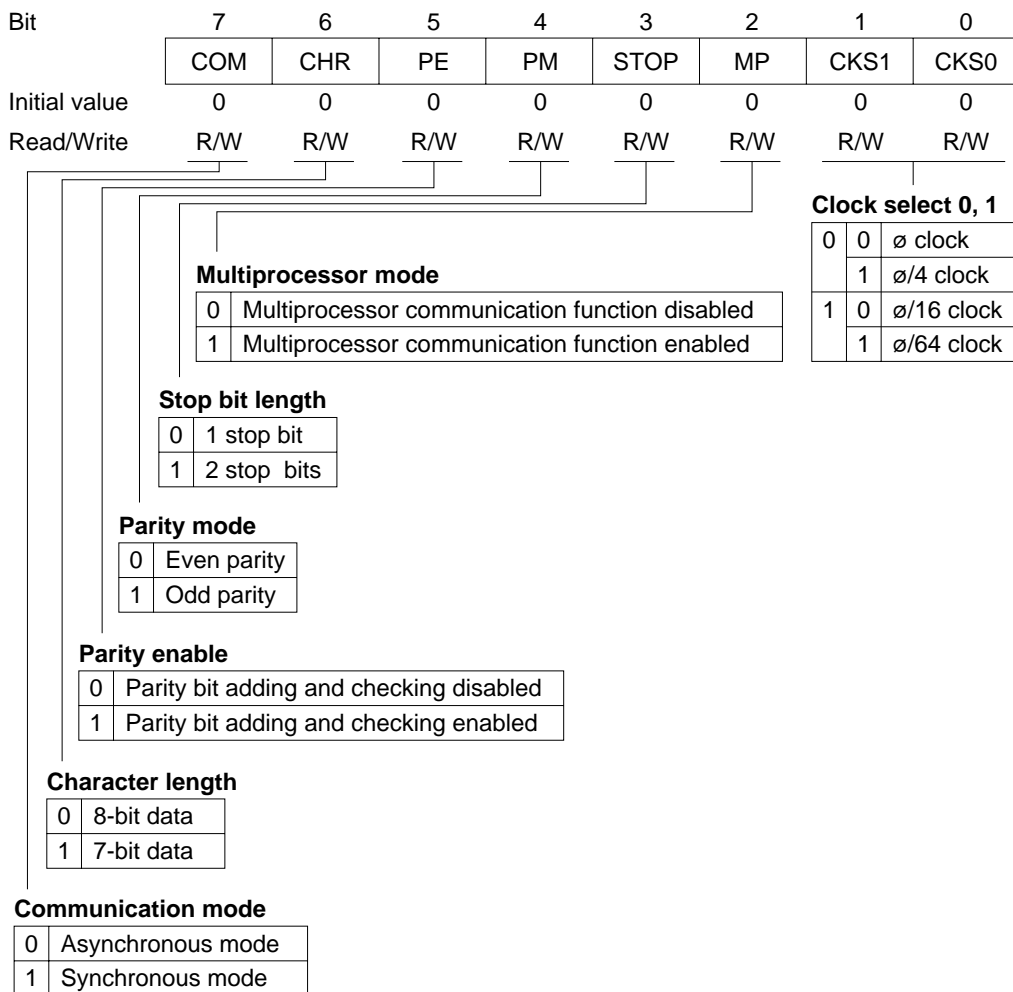 Bit 7 6 5 4 3 2 1 0
COM CHR PE PM STOP MP CKS1 CKS0
Initial value 0 0 0 0 0 0 0 0
Read/Write R/W R/W R/W R/W R/W R/W R/W R/W
Clock select 0, 1
0 0 ø clock
1 ø/4 clock
1 0 ø/16 clock
1 ø/64 clock
Multiprocessor mode
0 Multiprocessor communication function disabled
1 Multiprocessor communication function enabled
Stop bit length
0 1 stop bit
1 2 stop bits
Parity mode
0 Even parity
1 Odd parity
Parity enable
0 Parity bit adding and checking disabled
1 Parity bit adding and checking enabled
Character length
0 8-bit data
1 7-bit data
Communication mode
0 Asynchronous mode
1 Synchronous mode